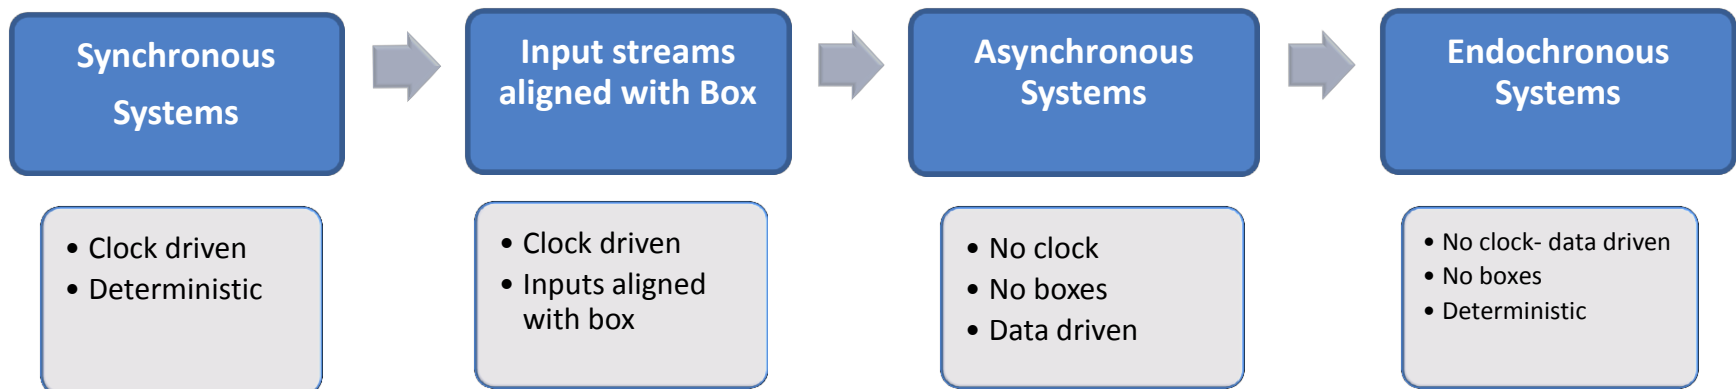 Synchronous
Systems
Input streams
aligned with Box
Asynchronous
Systems
Endochronous
Systems
• Clock driven
• Deterministic
• Clock driven
• Inputs aligned
with box
• No clock
• No boxes
• Data driven
• No clock- data driven
• No boxes
• Deterministic